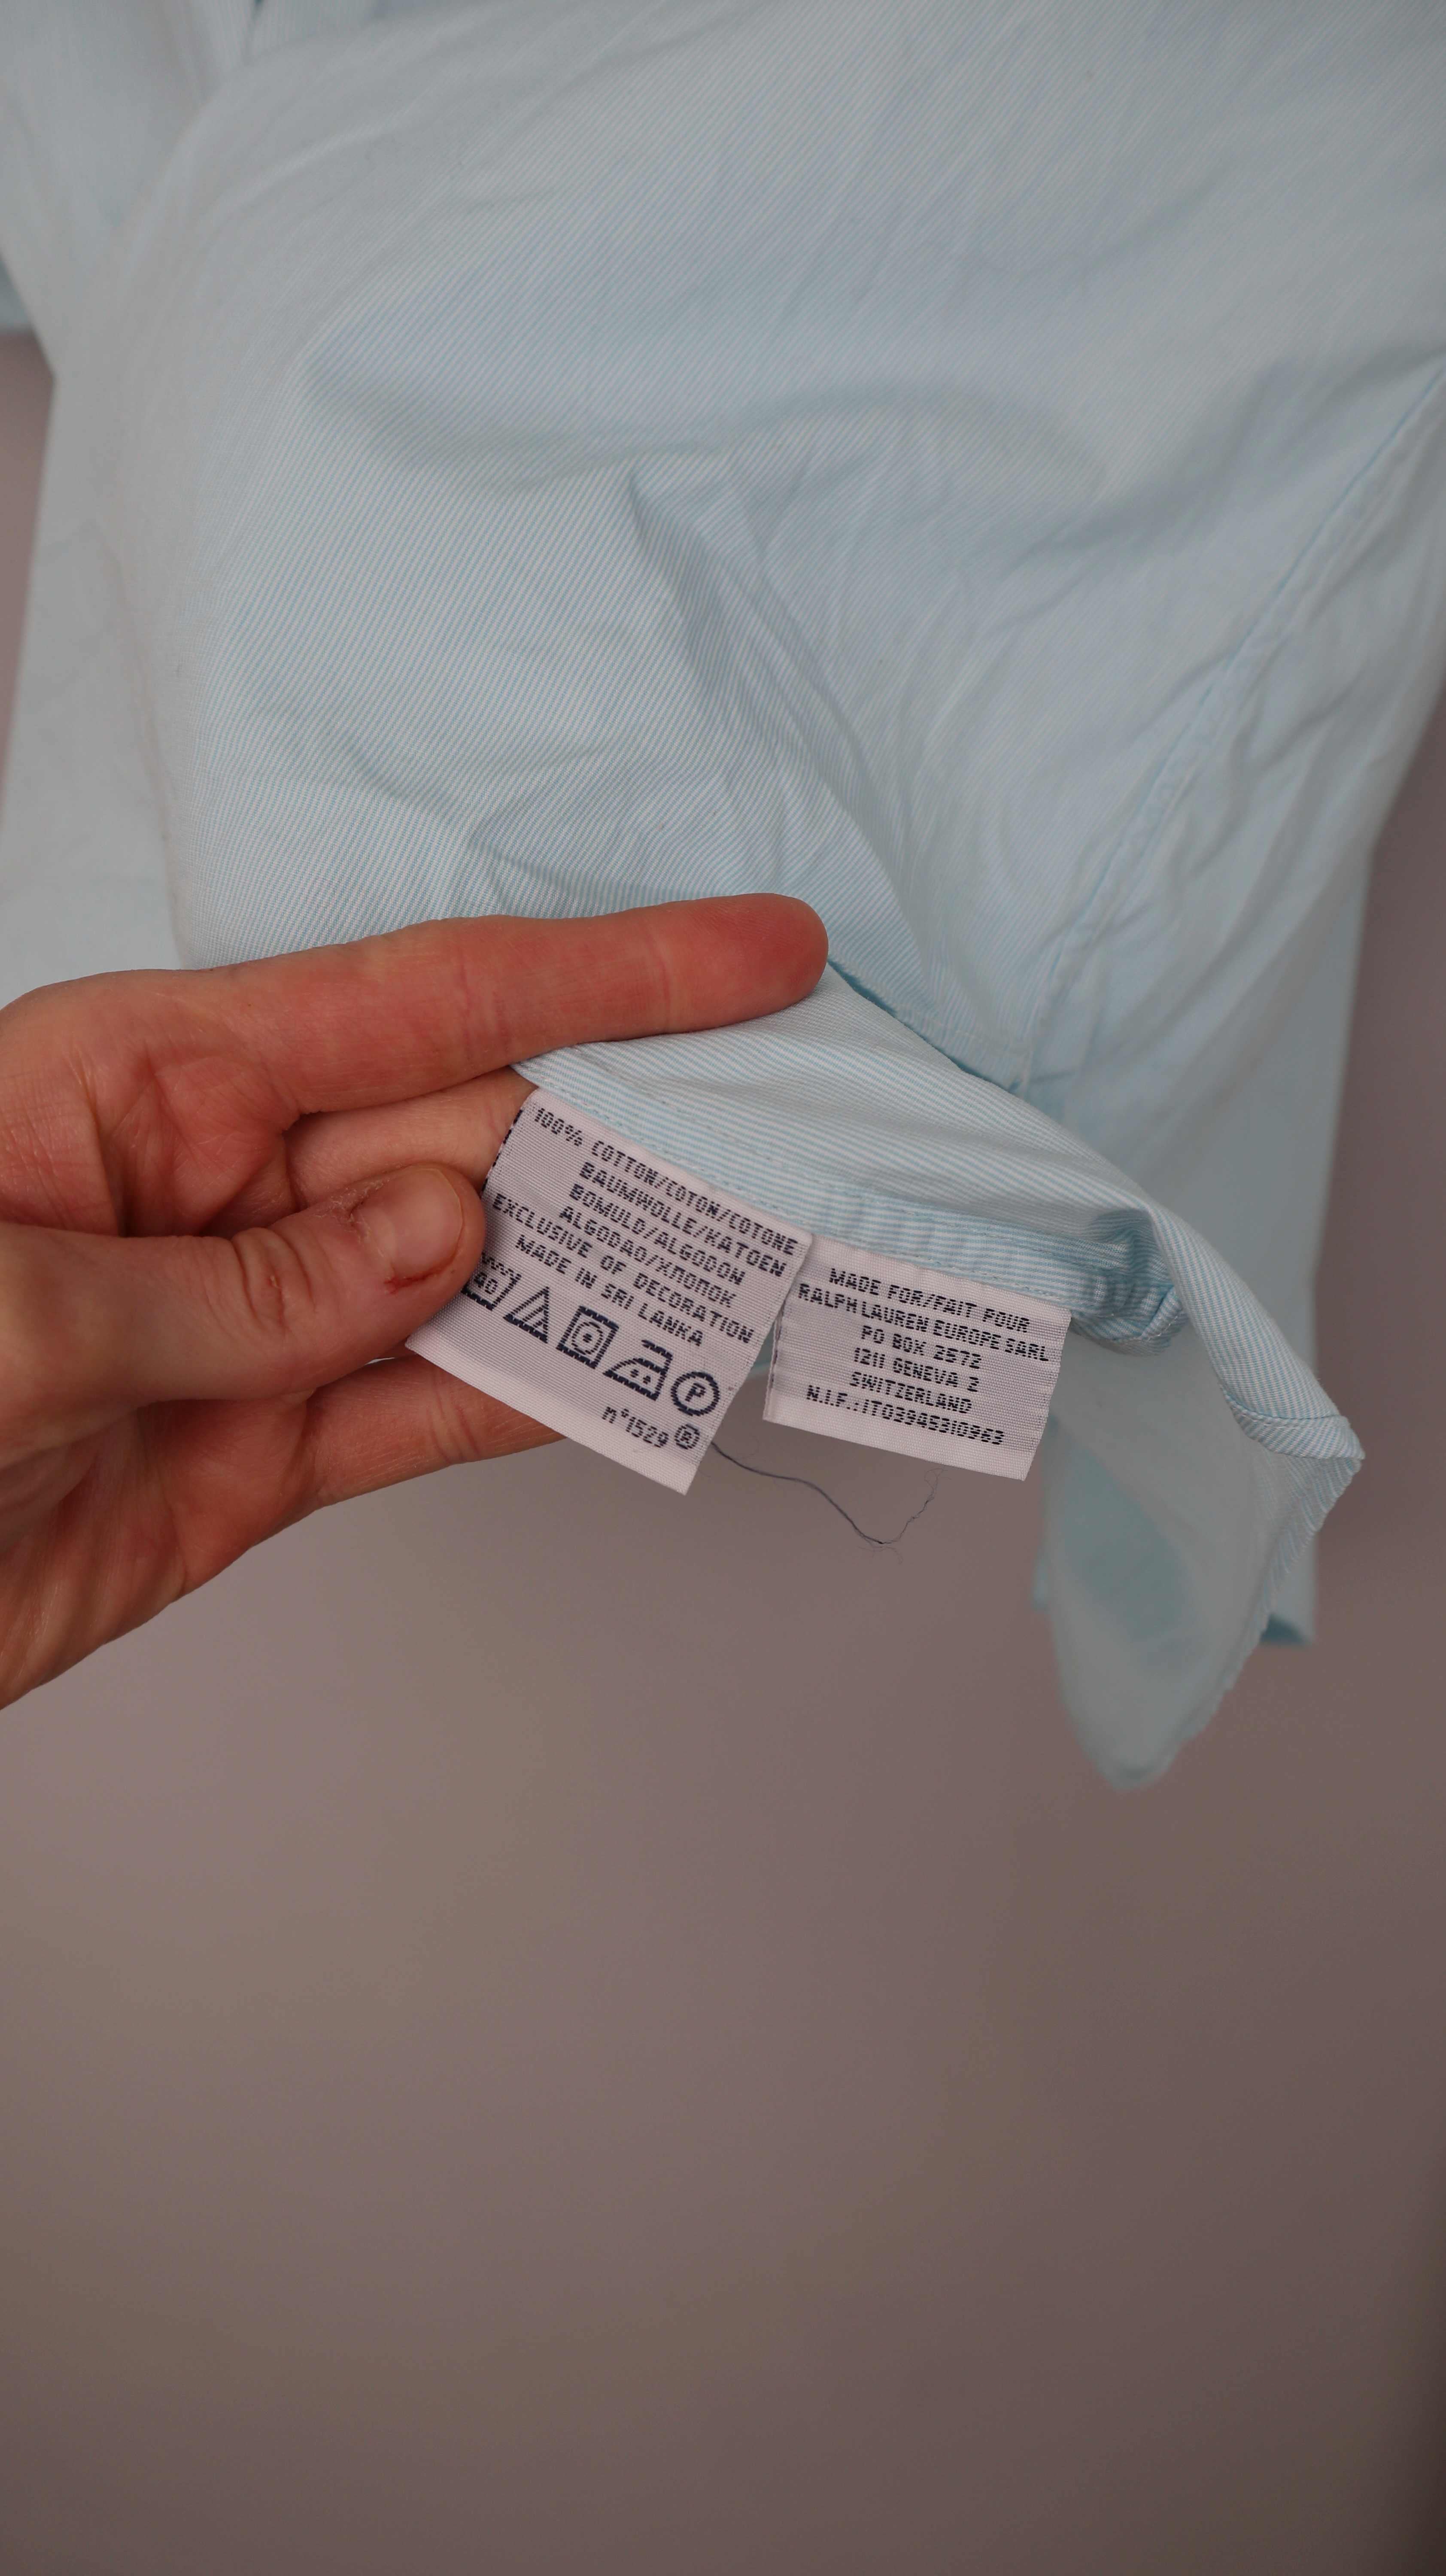 100% COTTON/COTON/COTONE
BAUMWOLLE/KATOEN
BOMULD/ALGODON
ALGODAO/ХЛОПОК
EXCLUSIVE OF DECORATION
MADE IN SRI LANKA
40
P
n°1529 ®
MADE FOR/FAIT POUR
RALPH LAUREN EUROPE SARL
PO BOX 2572
1211 GENEVA 2
SWITZERLAND
N.I.F.:IT03945310963